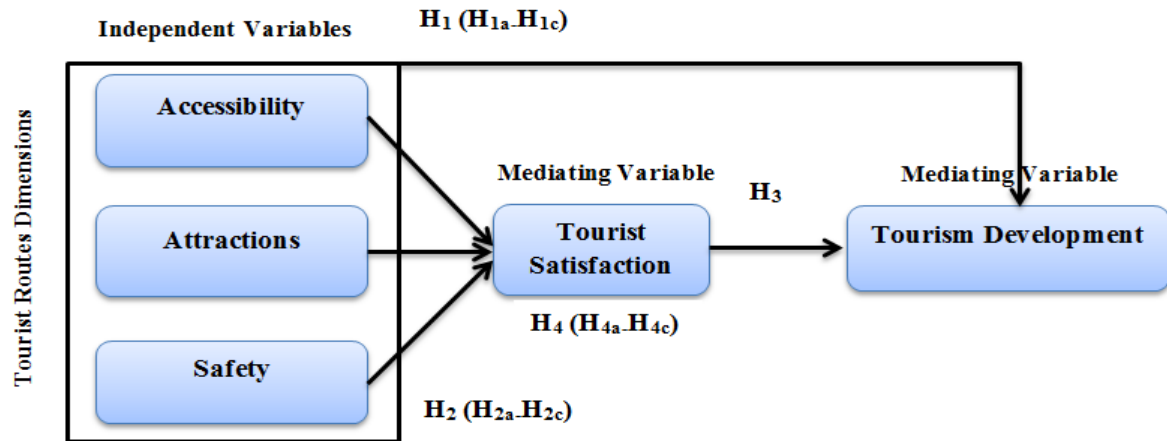 Independent Variables
H₁ (H₁ₐ-H₁c)
Tourist Routes Dimensions
Accessibility
Attractions
Safety
Mediating Variable
Tourist
Satisfaction
H₃
Mediating Variable
Tourism Development
H₄ (H₄ₐ-H₄c)
H₂ (H₂ₐ-H₂c)